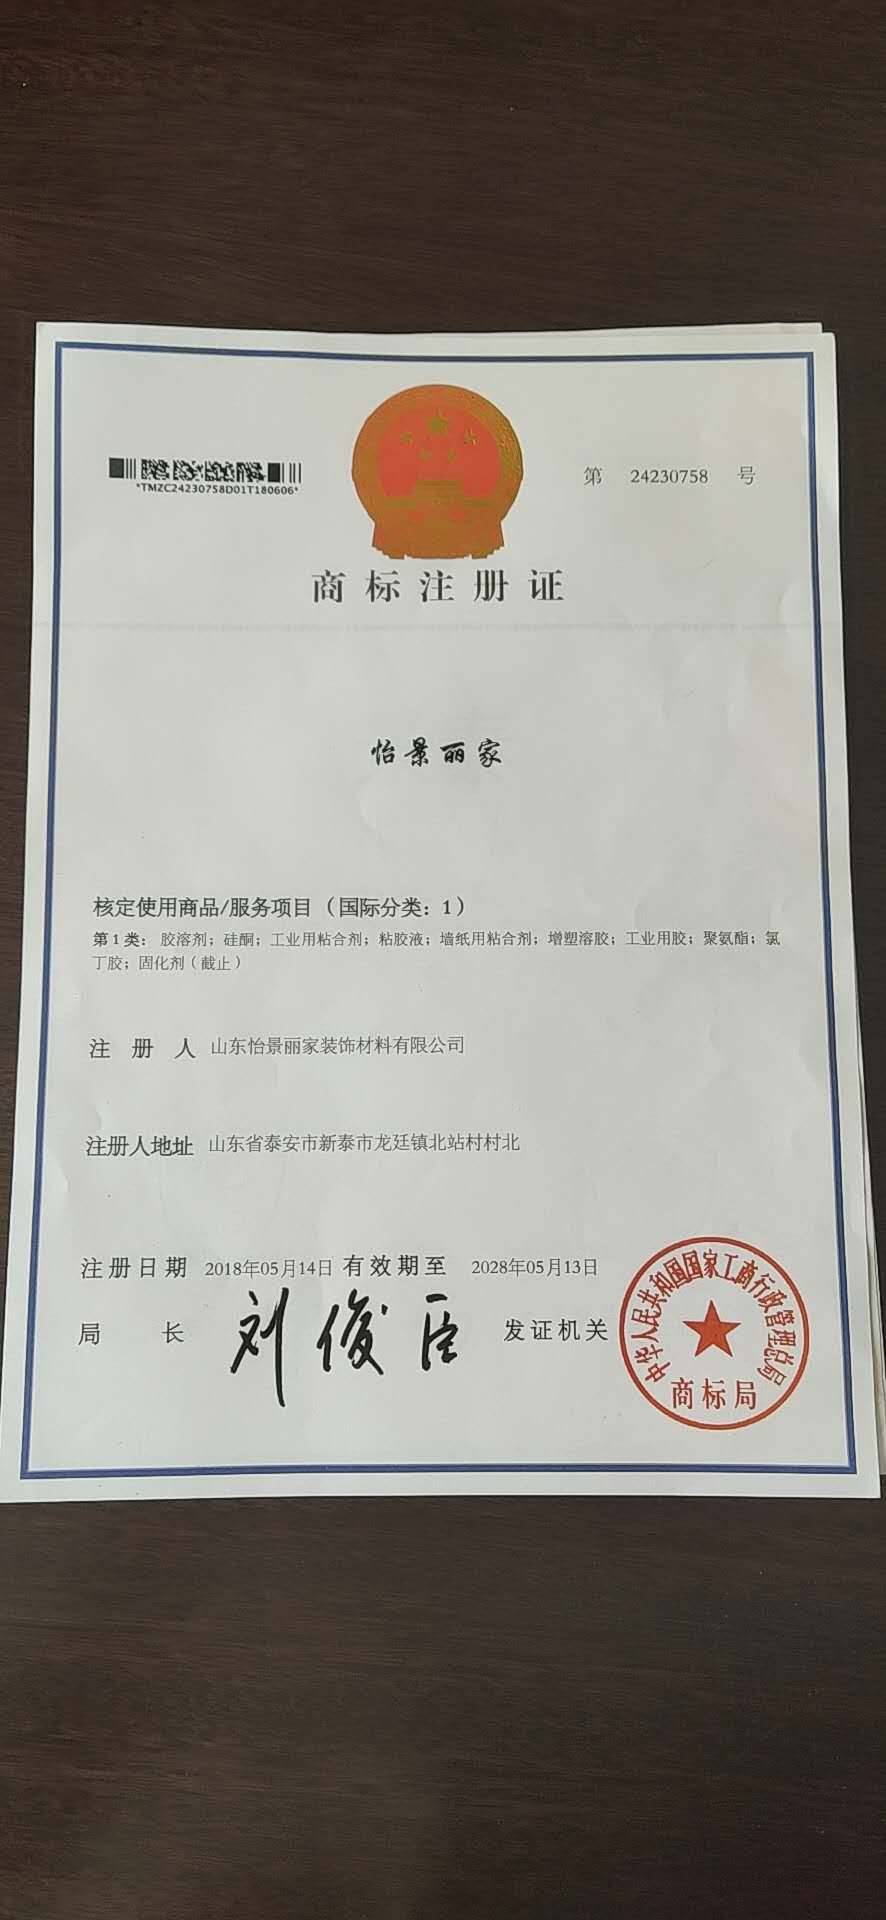 *TMZC24230758D01T180606*
第 24230758 号
商标注册证
怡景丽家
核定使用商品/服务项目（国际分类：1）
第1类：胶溶剂；硅酮；工业用粘合剂；粘胶液；墙纸用粘合剂；增塑溶胶；工业用胶；聚氨酯；氯
丁胶；固化剂（截止）
注册人 山东怡景丽家装饰材料有限公司
注册人地址 山东省泰安市新泰市龙廷镇北站村村北
注册日期 2018年05月14日 有效期至 2028年05月13日
局长 刘俊臣 发证机关
中华人民共和国国家工商行政管理总局
商标局